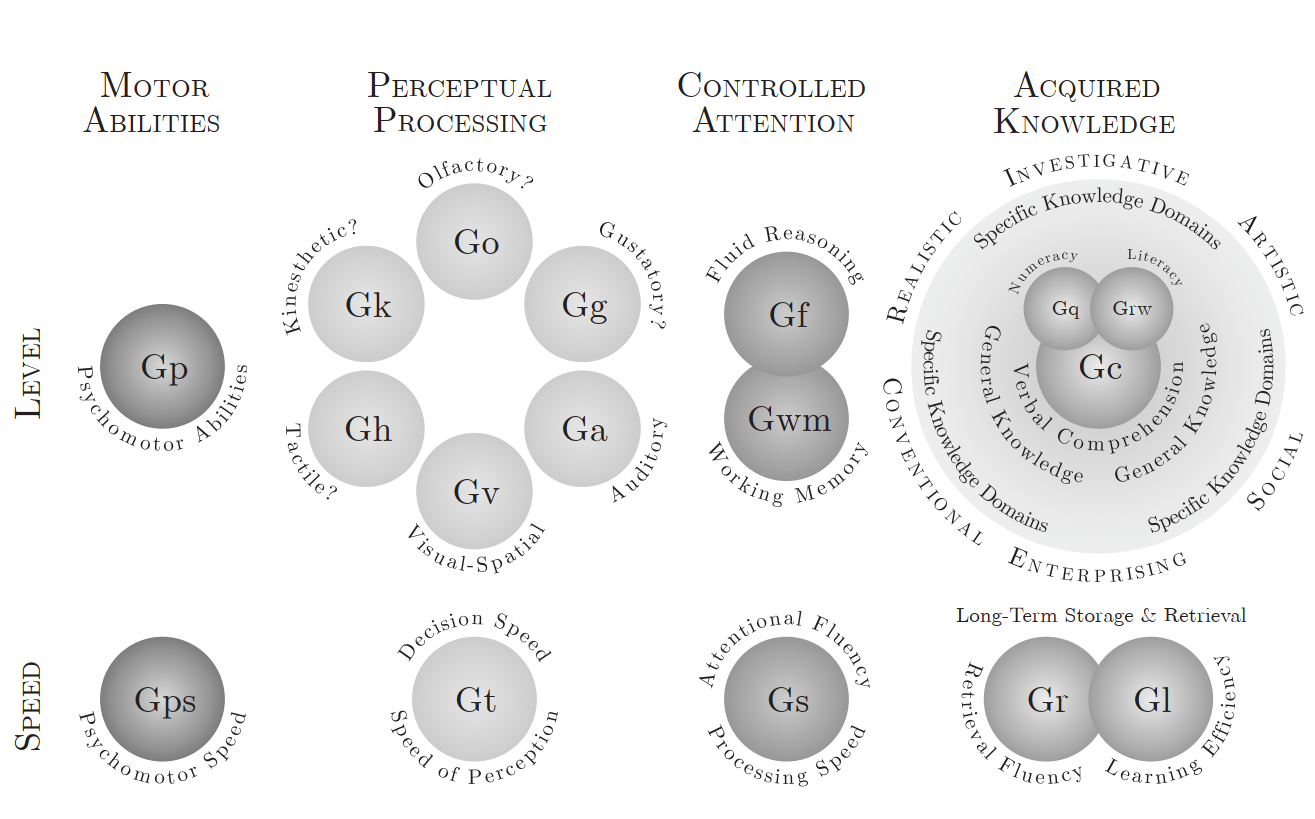 MOTOR
ABILITIES
PERCEPTUAL
PROCESSING
CONTROLLED
ATTENTION
ACQUIRED
KNOWLEDGE
LEVEL
Gp
Psychomotor Abilities
Olfactory?
Go
Kinesthetic?
Gk
Gustatory?
Gg
Gh
Tactile?
Ga
Auditory
Gv
Visual-Spatial
Fluid Reasoning
Gf
Gwm
Working Memory
INVESTIGATIVE
REALISTIC
ARTISTIC
CONVENTIONAL
SOCIAL
ENTERPRISING
Specific Knowledge Domains
Specific Knowledge Domains
Specific Knowledge Domains
Numeracy
Literacy
Gq
Grw
Gc
Verbal Comprehension
General Knowledge
General Knowledge
SPEED
Gps
Psychomotor Speed
Decision Speed
Gt
Speed of Perception
Attentional Fluency
Gs
Processing Speed
Long-Term Storage & Retrieval
Gr
Gl
Retrieval Fluency
Learning Efficiency